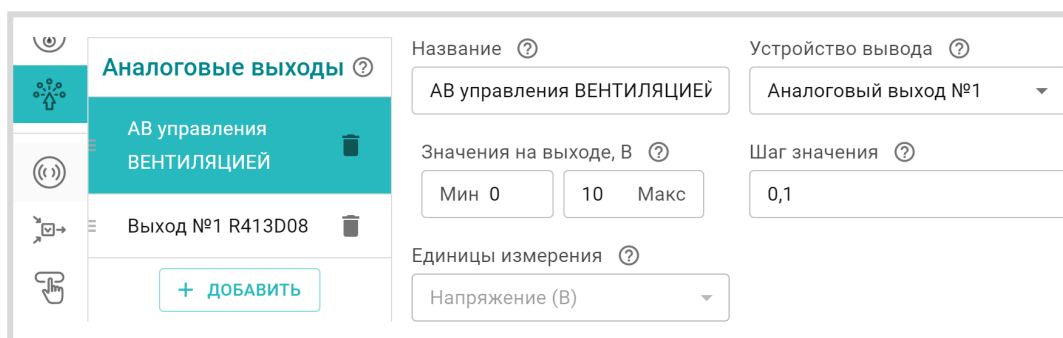 Аналоговые выходы
АВ управления
ВЕНТИЛЯЦИЕЙ
Выход №1 R413D08
+ ДОБАВИТЬ
Название
АВ управления ВЕНТИЛЯЦИЕЙ
Значения на выходе, В
Мин 0
10 Макс
Единицы измерения
Напряжение (В)
Устройство вывода
Аналоговый выход №1
Шаг значения
0,1